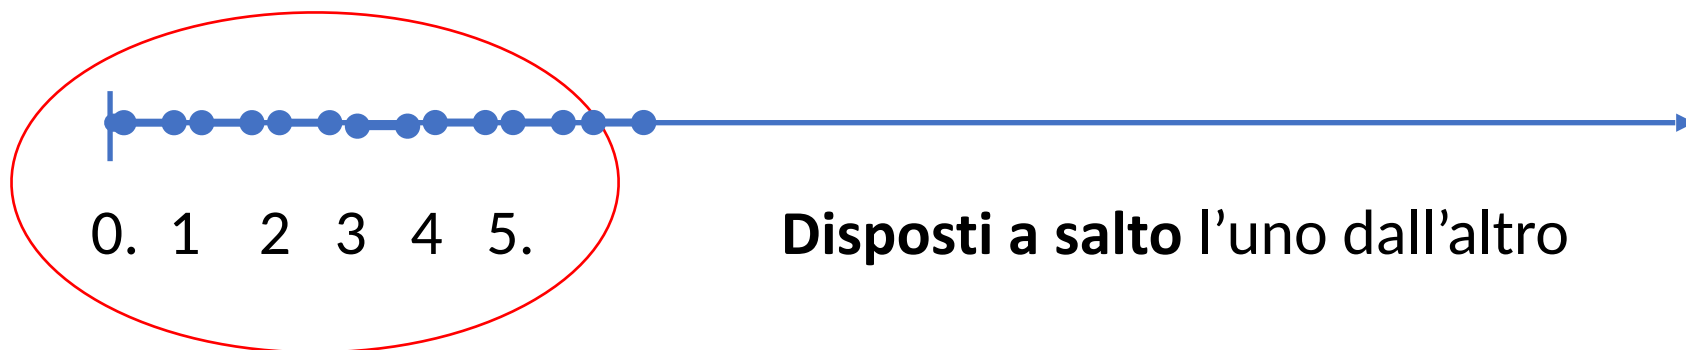 0. 1 2 3 4 5. Disposti a salto l’uno dall’altro